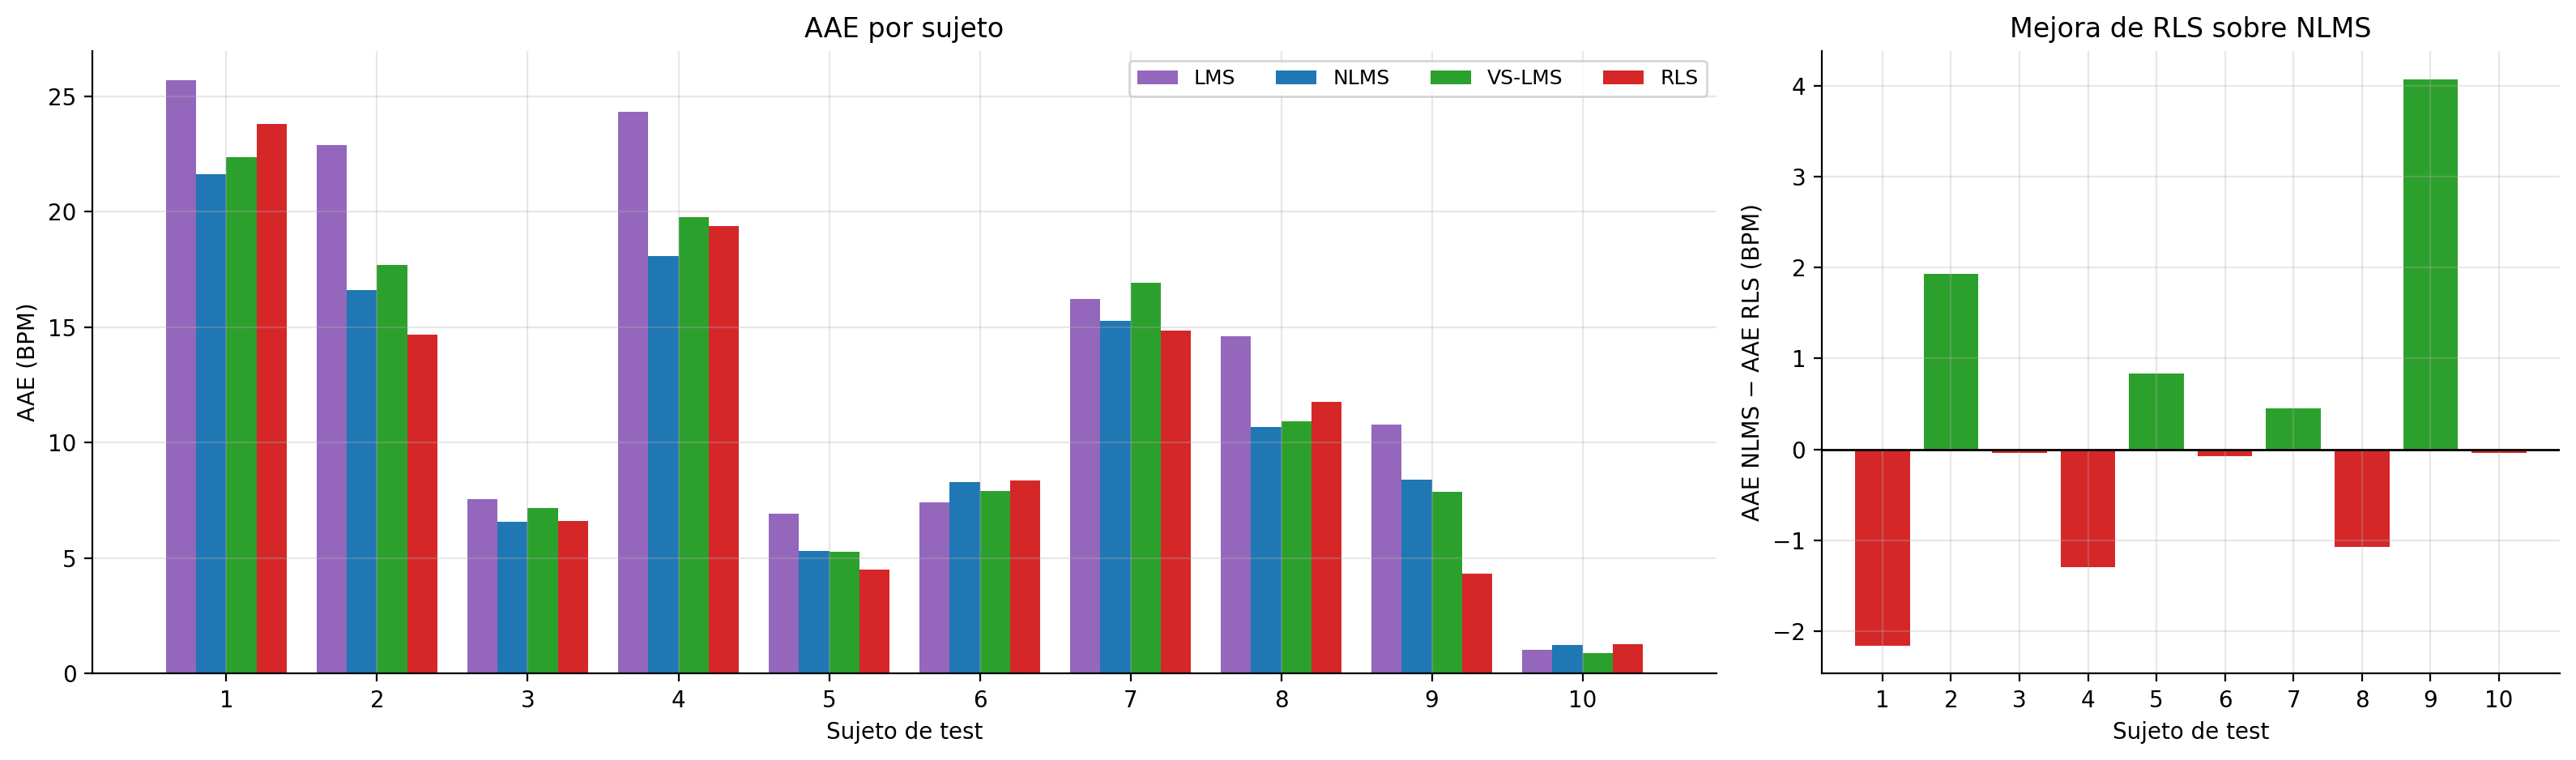 AAE por sujeto
LMS NLMS VS-LMS RLS
AAE (BPM)
25
20
15
10
5
0
1 2 3 4 5 6 7 8 9 10
Sujeto de test
Mejora de RLS sobre NLMS
AAE NLMS − AAE RLS (BPM)
4
3
2
1
0
−1
−2
1 2 3 4 5 6 7 8 9 10
Sujeto de test